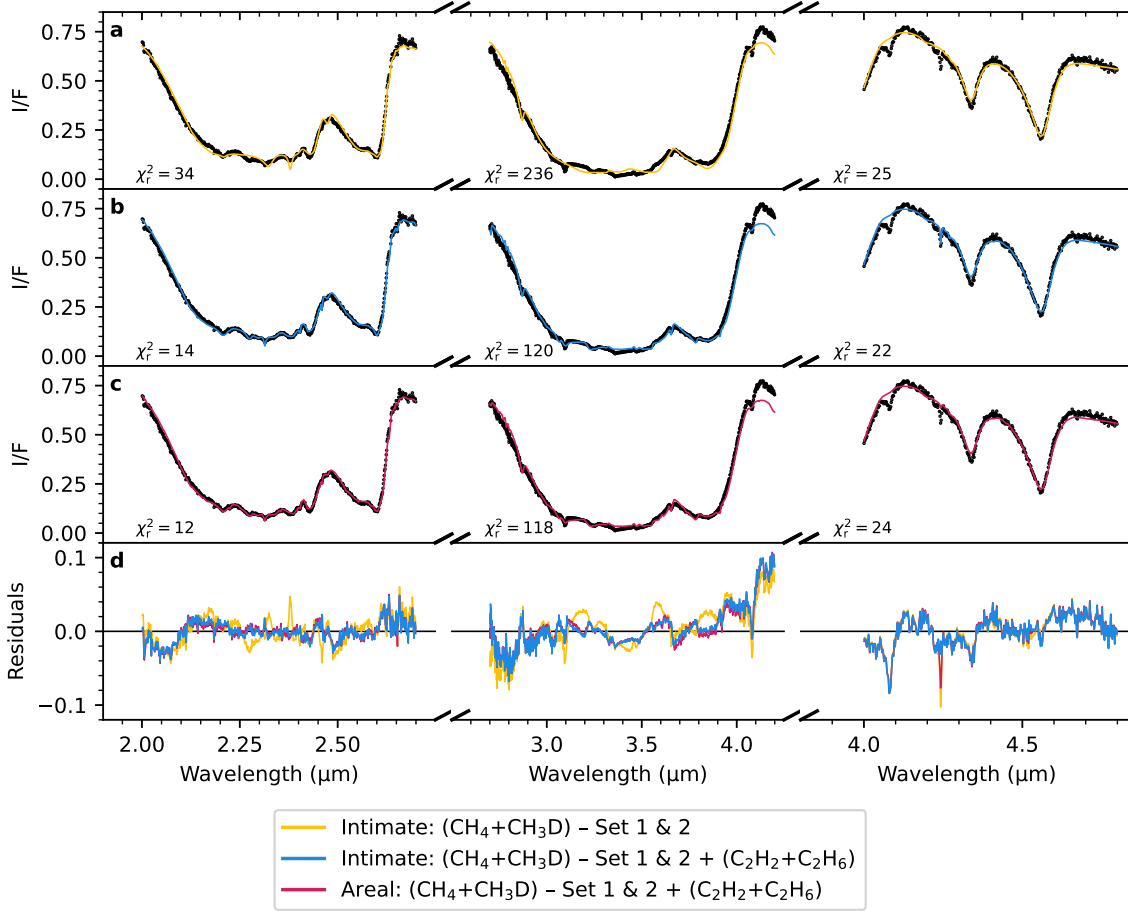 a
0.75
0.50
0.25
0.00
I/F
χ²ᵣ = 34
χ²ᵣ = 236
χ²ᵣ = 25
b
0.75
0.50
0.25
0.00
I/F
χ²ᵣ = 14
χ²ᵣ = 120
χ²ᵣ = 22
c
0.75
0.50
0.25
0.00
I/F
χ²ᵣ = 12
χ²ᵣ = 118
χ²ᵣ = 24
d
0.1
0.0
−0.1
Residuals
2.00 2.25 2.50 3.0 3.5 4.0 4.0 4.5
Wavelength (μm) Wavelength (μm) Wavelength (μm)
Intimate: (CH₄+CH₃D) – Set 1 & 2
Intimate: (CH₄+CH₃D) – Set 1 & 2 + (C₂H₂+C₂H₆)
Areal: (CH₄+CH₃D) – Set 1 & 2 + (C₂H₂+C₂H₆)